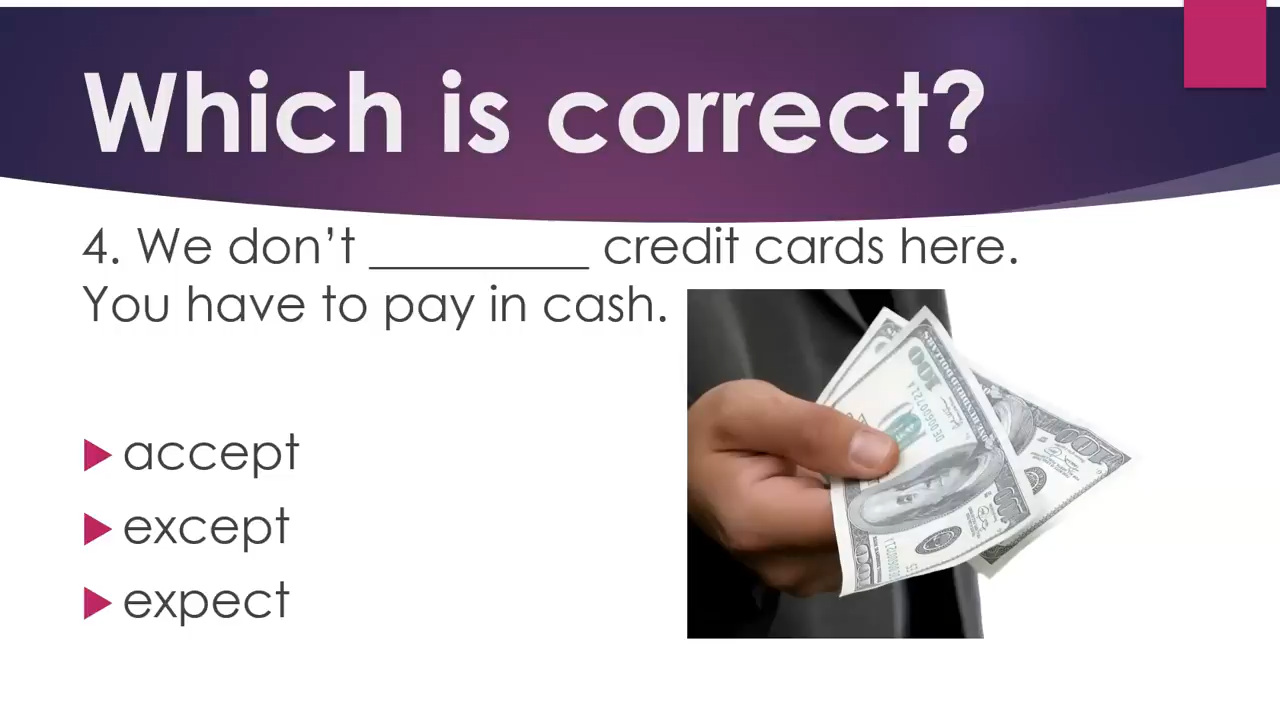 Which is correct?
4. We don’t _________ credit cards here.
You have to pay in cash.
accept
except
expect